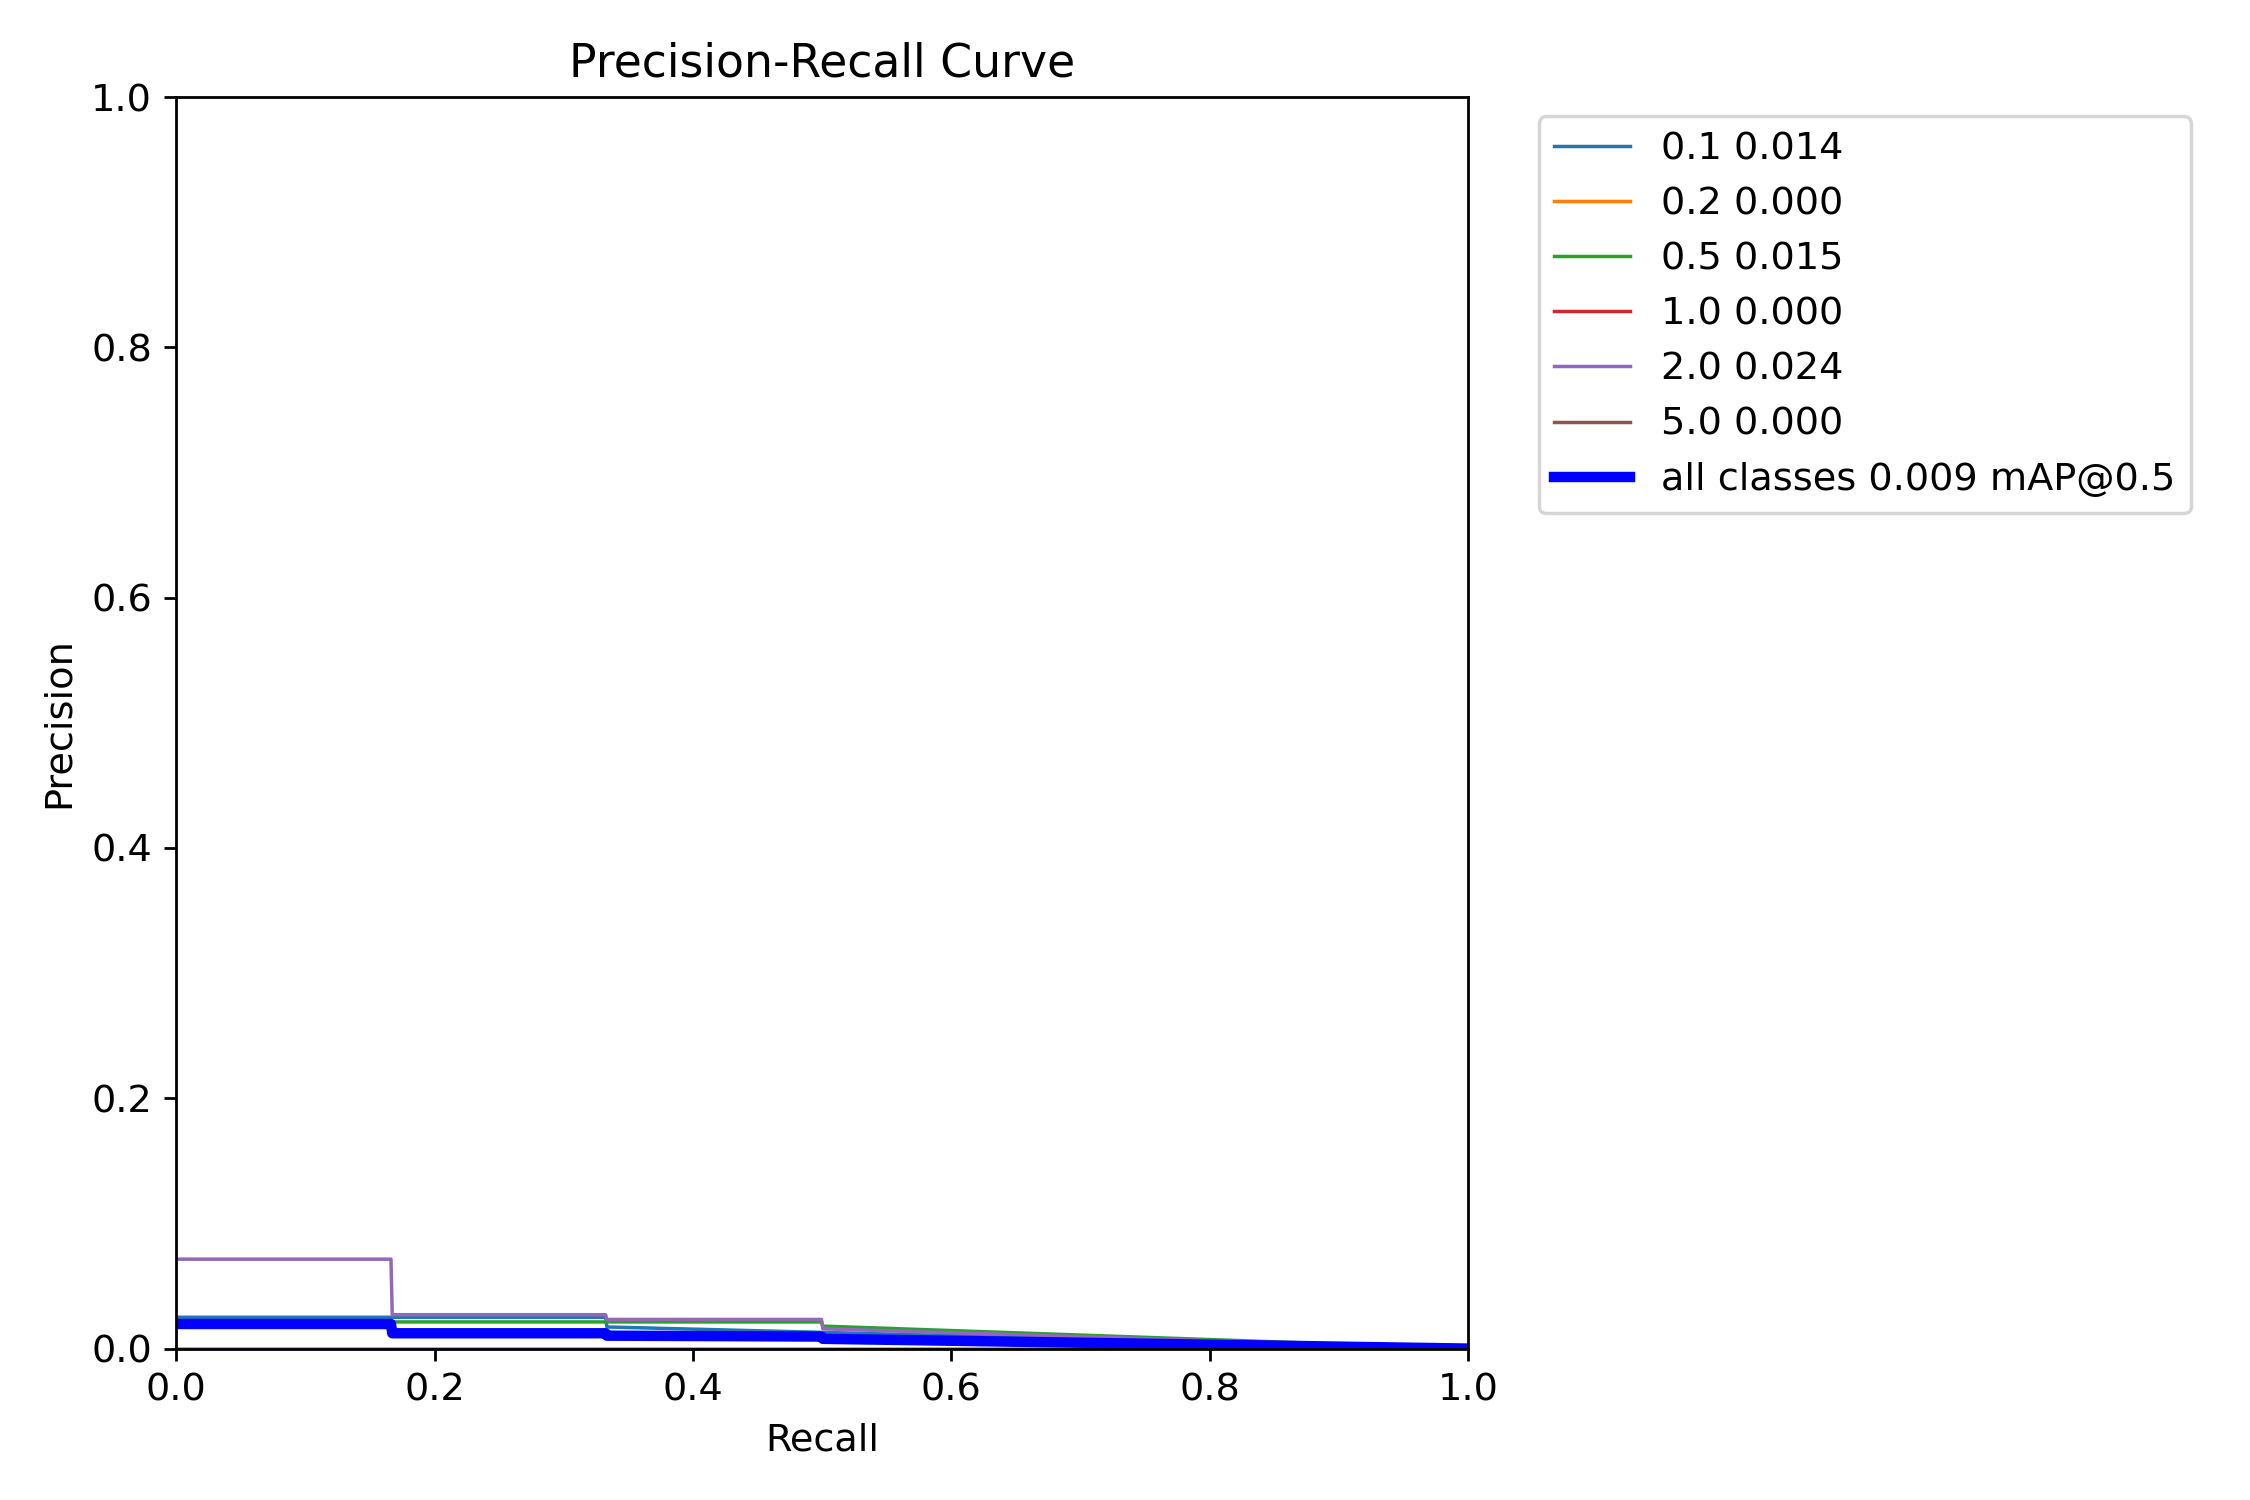 Precision-Recall Curve
1.0
0.8
0.6
0.4
0.2
0.0
Precision
0.0 0.2 0.4 0.6 0.8 1.0
Recall
0.1 0.014
0.2 0.000
0.5 0.015
1.0 0.000
2.0 0.024
5.0 0.000
all classes 0.009 mAP@0.5